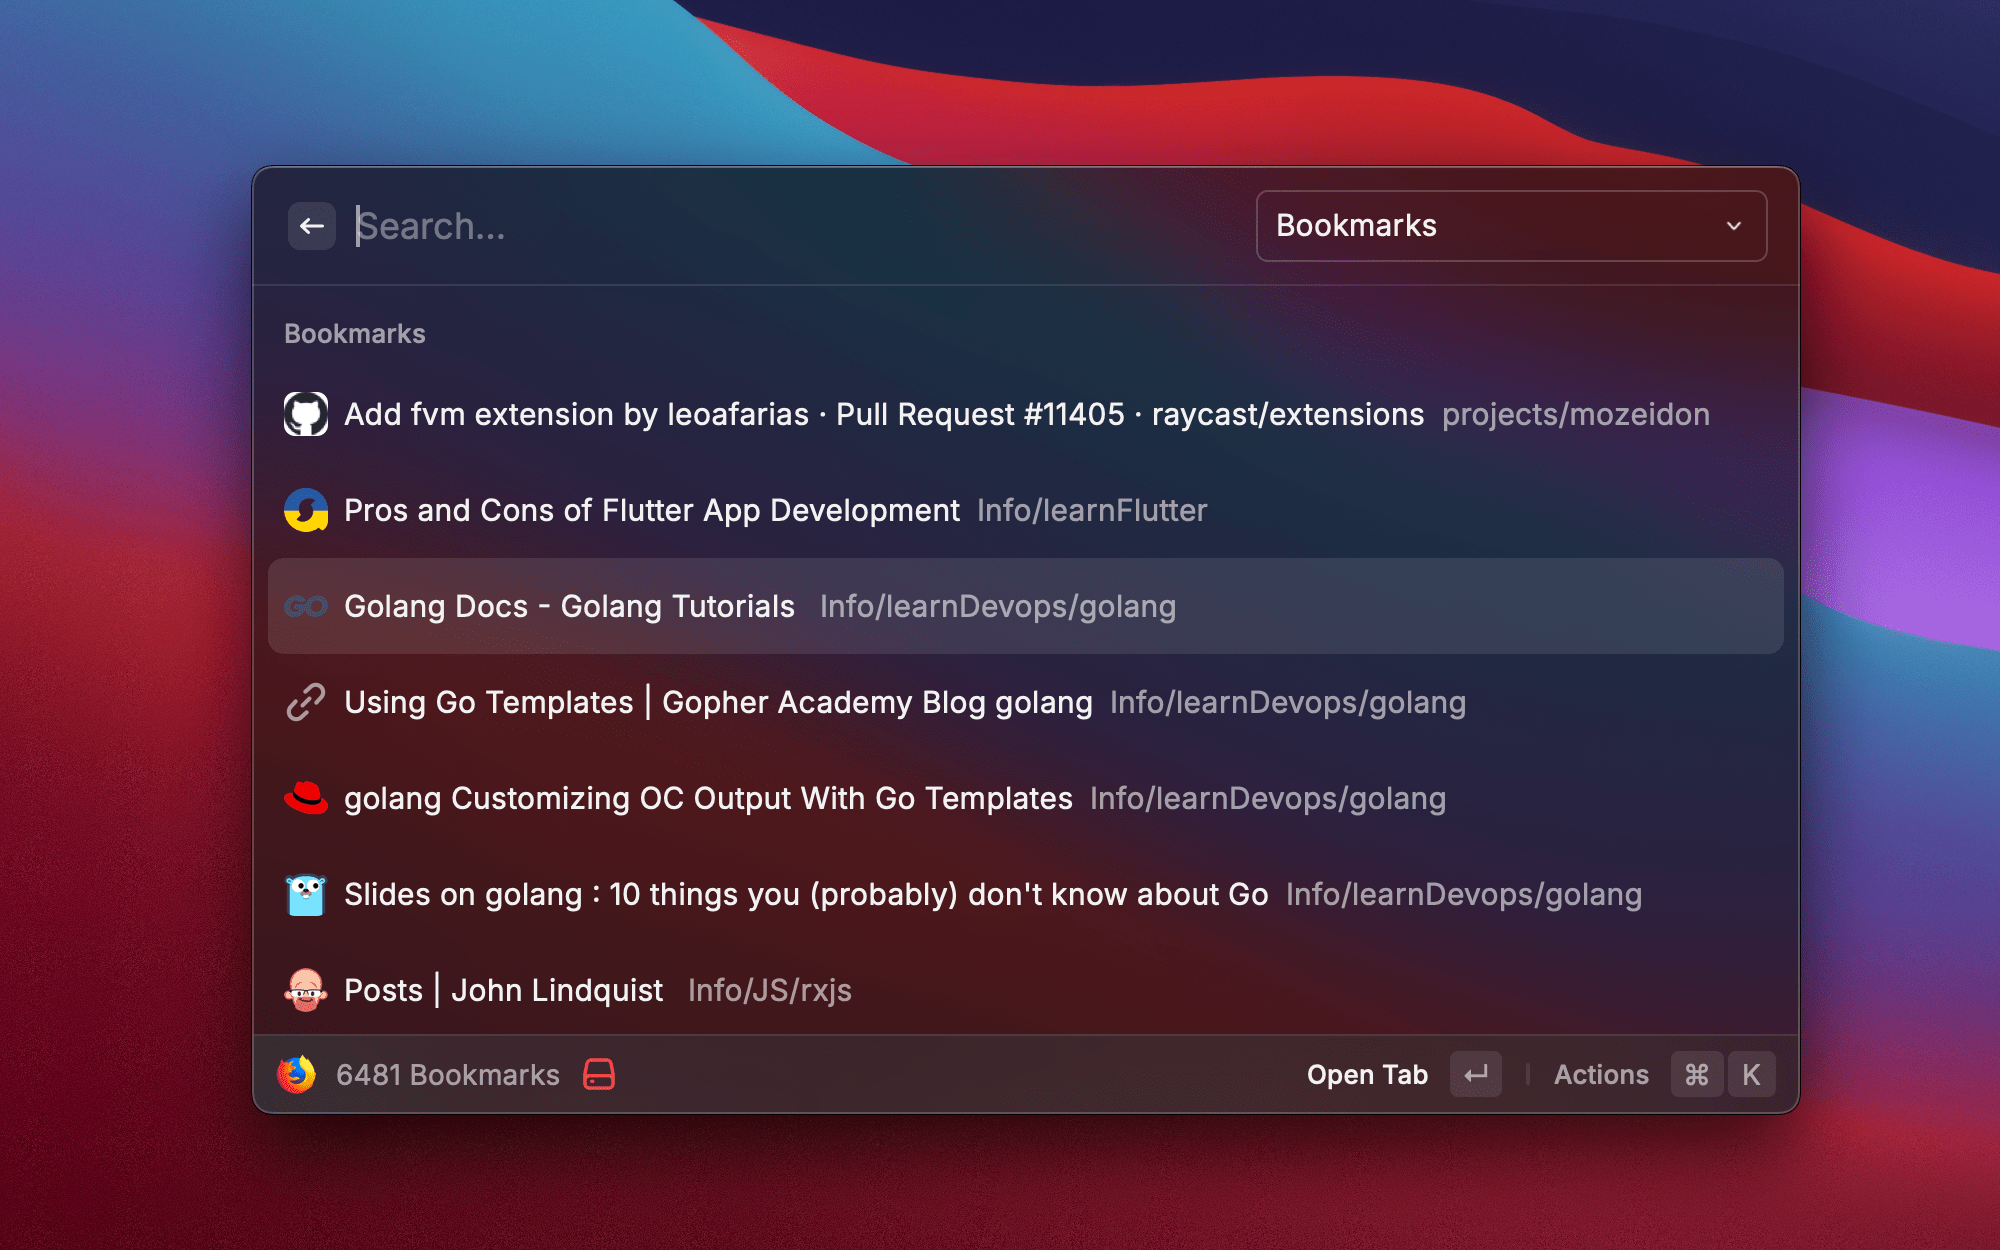 Search...
Bookmarks
Bookmarks
Add fvm extension by leoafarias · Pull Request #11405 · raycast/extensions projects/mozeidon
Pros and Cons of Flutter App Development Info/learnFlutter
GO Golang Docs - Golang Tutorials Info/learnDevops/golang
Using Go Templates | Gopher Academy Blog golang Info/learnDevops/golang
golang Customizing OC Output With Go Templates Info/learnDevops/golang
Slides on golang : 10 things you (probably) don't know about Go Info/learnDevops/golang
Posts | John Lindquist Info/JS/rxjs
6481 Bookmarks Open Tab ↵ Actions ⌘ K